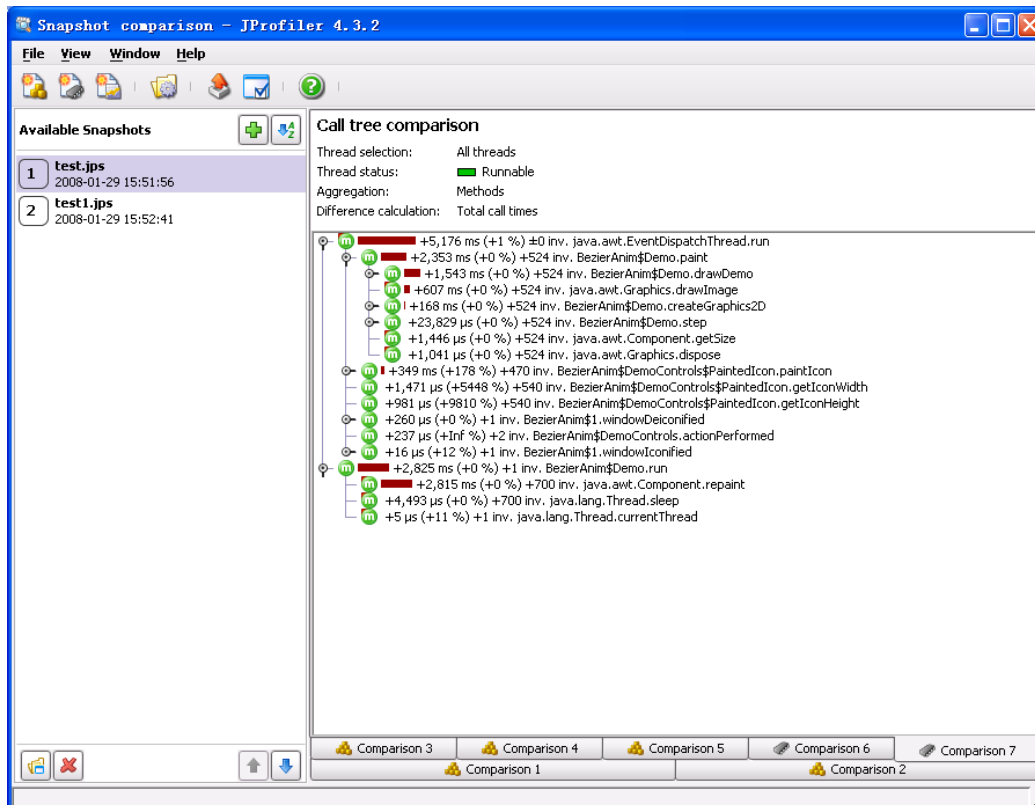 Snapshot comparison - JProfiler 4.3.2
File View Window Help
Available Snapshots
1 test.jps
2008-01-29 15:51:56
2 test1.jps
2008-01-29 15:52:41
Call tree comparison
Thread selection: All threads
Thread status: Runnable
Aggregation: Methods
Difference calculation: Total call times
+5,176 ms (+1 %) ±0 inv. java.awt.EventDispatchThread.run
+2,353 ms (+0 %) +524 inv. BezierAnim$Demo.paint
+1,543 ms (+0 %) +524 inv. BezierAnim$Demo.drawDemo
+607 ms (+0 %) +524 inv. java.awt.Graphics.drawImage
+168 ms (+0 %) +524 inv. BezierAnim$Demo.createGraphics2D
+23,829 µs (+0 %) +524 inv. BezierAnim$Demo.step
+1,446 µs (+0 %) +524 inv. java.awt.Component.getSize
+1,041 µs (+0 %) +524 inv. java.awt.Graphics.dispose
+349 ms (+178 %) +470 inv. BezierAnim$DemoControls$PaintedIcon.paintIcon
+1,471 µs (+5448 %) +540 inv. BezierAnim$DemoControls$PaintedIcon.getIconWidth
+981 µs (+9810 %) +540 inv. BezierAnim$DemoControls$PaintedIcon.getIconHeight
+260 µs (+0 %) +1 inv. BezierAnim$1.windowDeiconified
+237 µs (+Inf %) +2 inv. BezierAnim$DemoControls.actionPerformed
+16 µs (+12 %) +1 inv. BezierAnim$1.windowIconified
+2,825 ms (+0 %) +1 inv. BezierAnim$Demo.run
+2,815 ms (+0 %) +700 inv. java.awt.Component.repaint
+4,493 µs (+0 %) +700 inv. java.lang.Thread.sleep
+5 µs (+11 %) +1 inv. java.lang.Thread.currentThread
Comparison 3 Comparison 4 Comparison 5 Comparison 6 Comparison 7
Comparison 1 Comparison 2